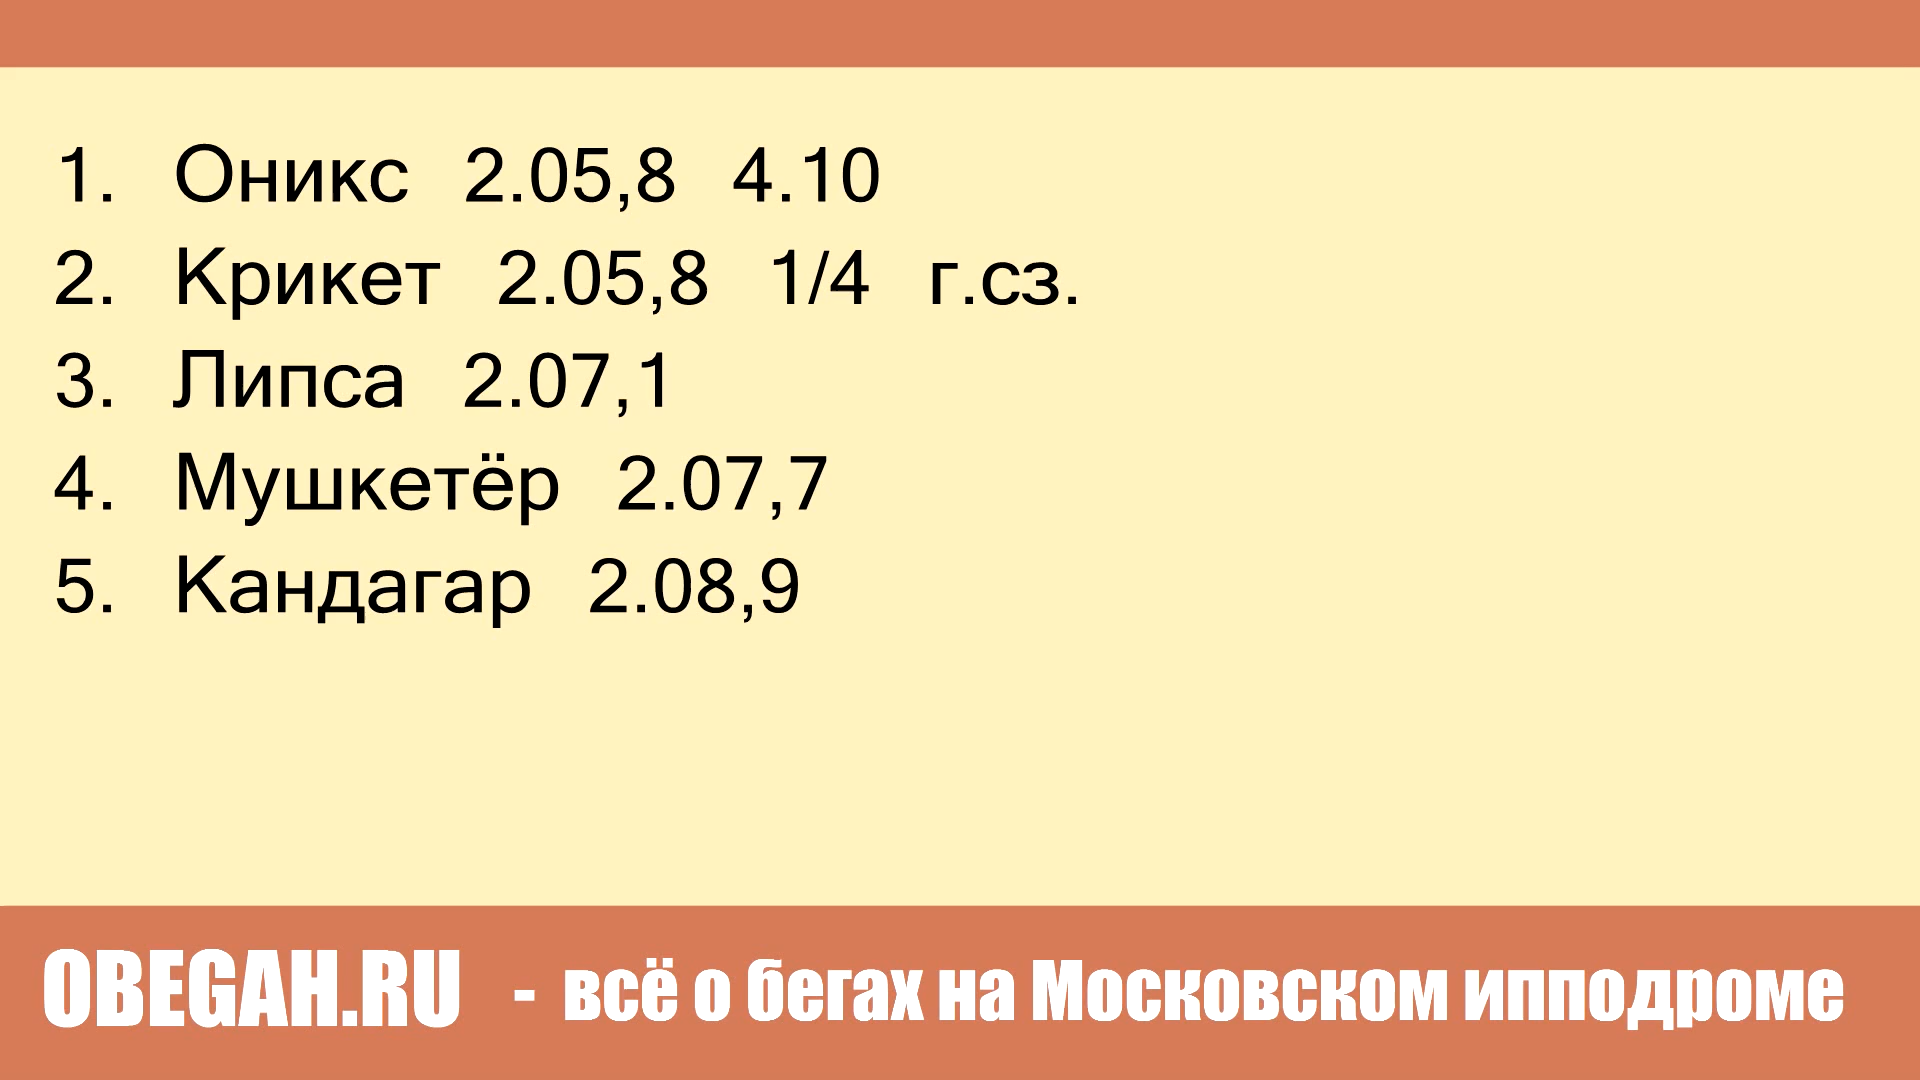 1. Оникс 2.05,8 4.10
2. Крикет 2.05,8 1/4 г.сз.
3. Липса 2.07,1
4. Мушкетёр 2.07,7
5. Кандагар 2.08,9
OBEGAH.RU - всё о бегах на Московском ипподроме